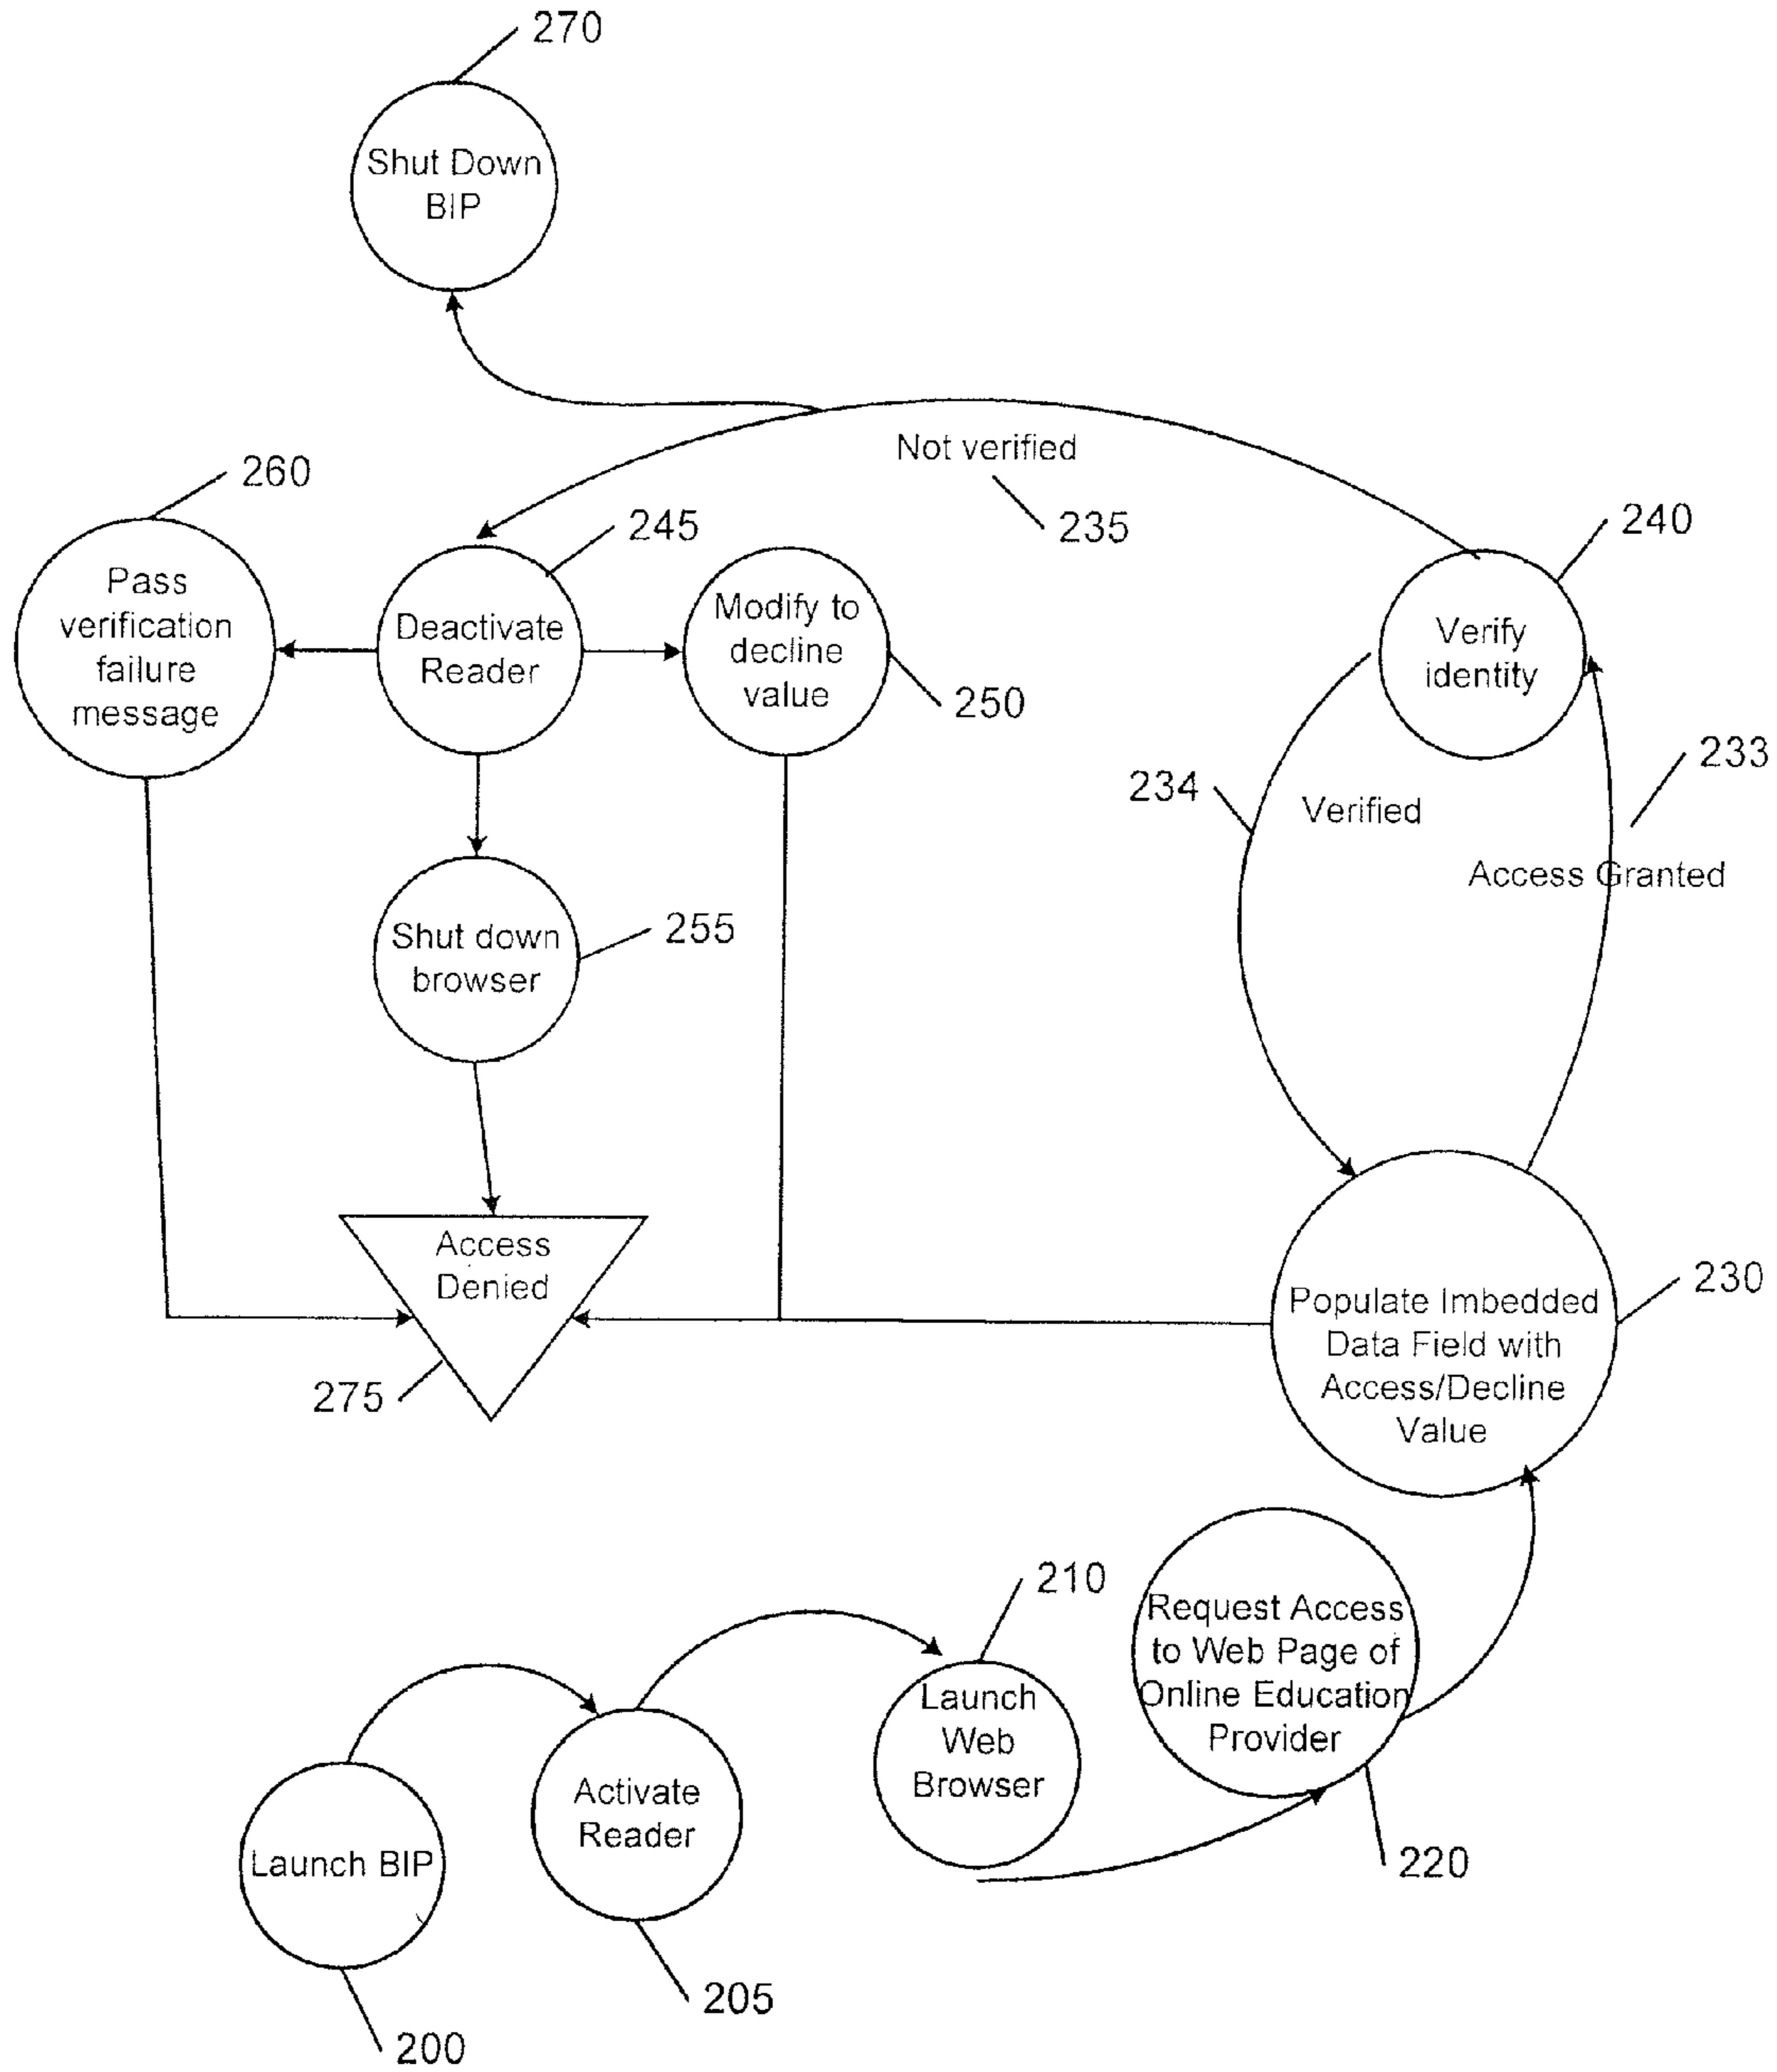 270
Shut Down
BIP
Not verified
235
260
245
240
Pass
verification
failure
message
Deactivate
Reader
Modify to
decline
value
250
Verify
identity
233
234
Verified
Access Granted
Shut down
browser
255
Access
Denied
275
230
Populate Imbedded
Data Field with
Access/Decline
Value
210
Request Access
to Web Page of
Online Education
Provider
220
Launch
Web
Browser
Activate
Reader
205
Launch BIP
200